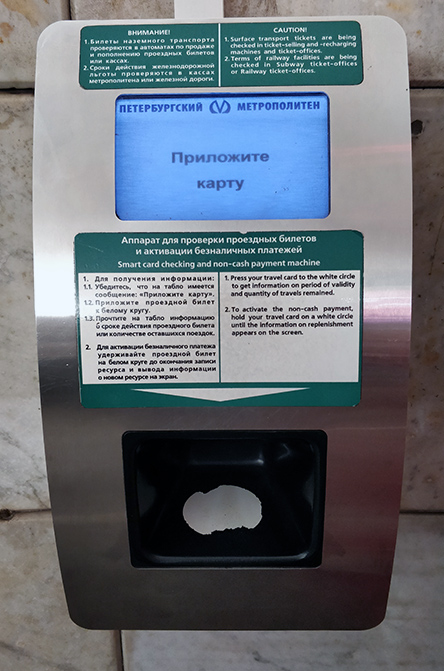 ВНИМАНИЕ!
1. Билеты наземного транспорта
проверяются в автоматах по продаже
и пополнению проездных билетов
или кассах.
2. Сроки действия железнодорожной
льготы проверяются в кассах
метрополитена или железной дороги.
CAUTION!
1. Surface transport tickets are being
checked in ticket-selling and -recharging
machines and ticket-offices.
2. Terms of railway facilities are being
checked in Subway ticket-offices
or Railway ticket-offices.
ПЕТЕРБУРГСКИЙ МЕТРОПОЛИТЕН
Приложите
карту
Аппарат для проверки проездных билетов
и активации безналичных платежей
Smart card checking and non-cash payment machine
1. Для получения информации:
1.1. Убедитесь, что на табло имеется
сообщение: «Приложите карту».
1.2. Приложите проездной билет
к белому кругу.
1.3. Прочтите на табло информацию
о сроке действия проездного билета
или количестве оставшихся поездок.
2. Для активации безналичного платежа
удерживайте проездной билет
на белом круге до окончания записи
ресурса и вывода информации
о новом ресурсе на экран.
1. Press your travel card to the white circle
to get information on period of validity
and quantity of travels remained.
2. To activate the non-cash payment,
hold your travel card on a white circle
until the information on replenishment
appears on the screen.